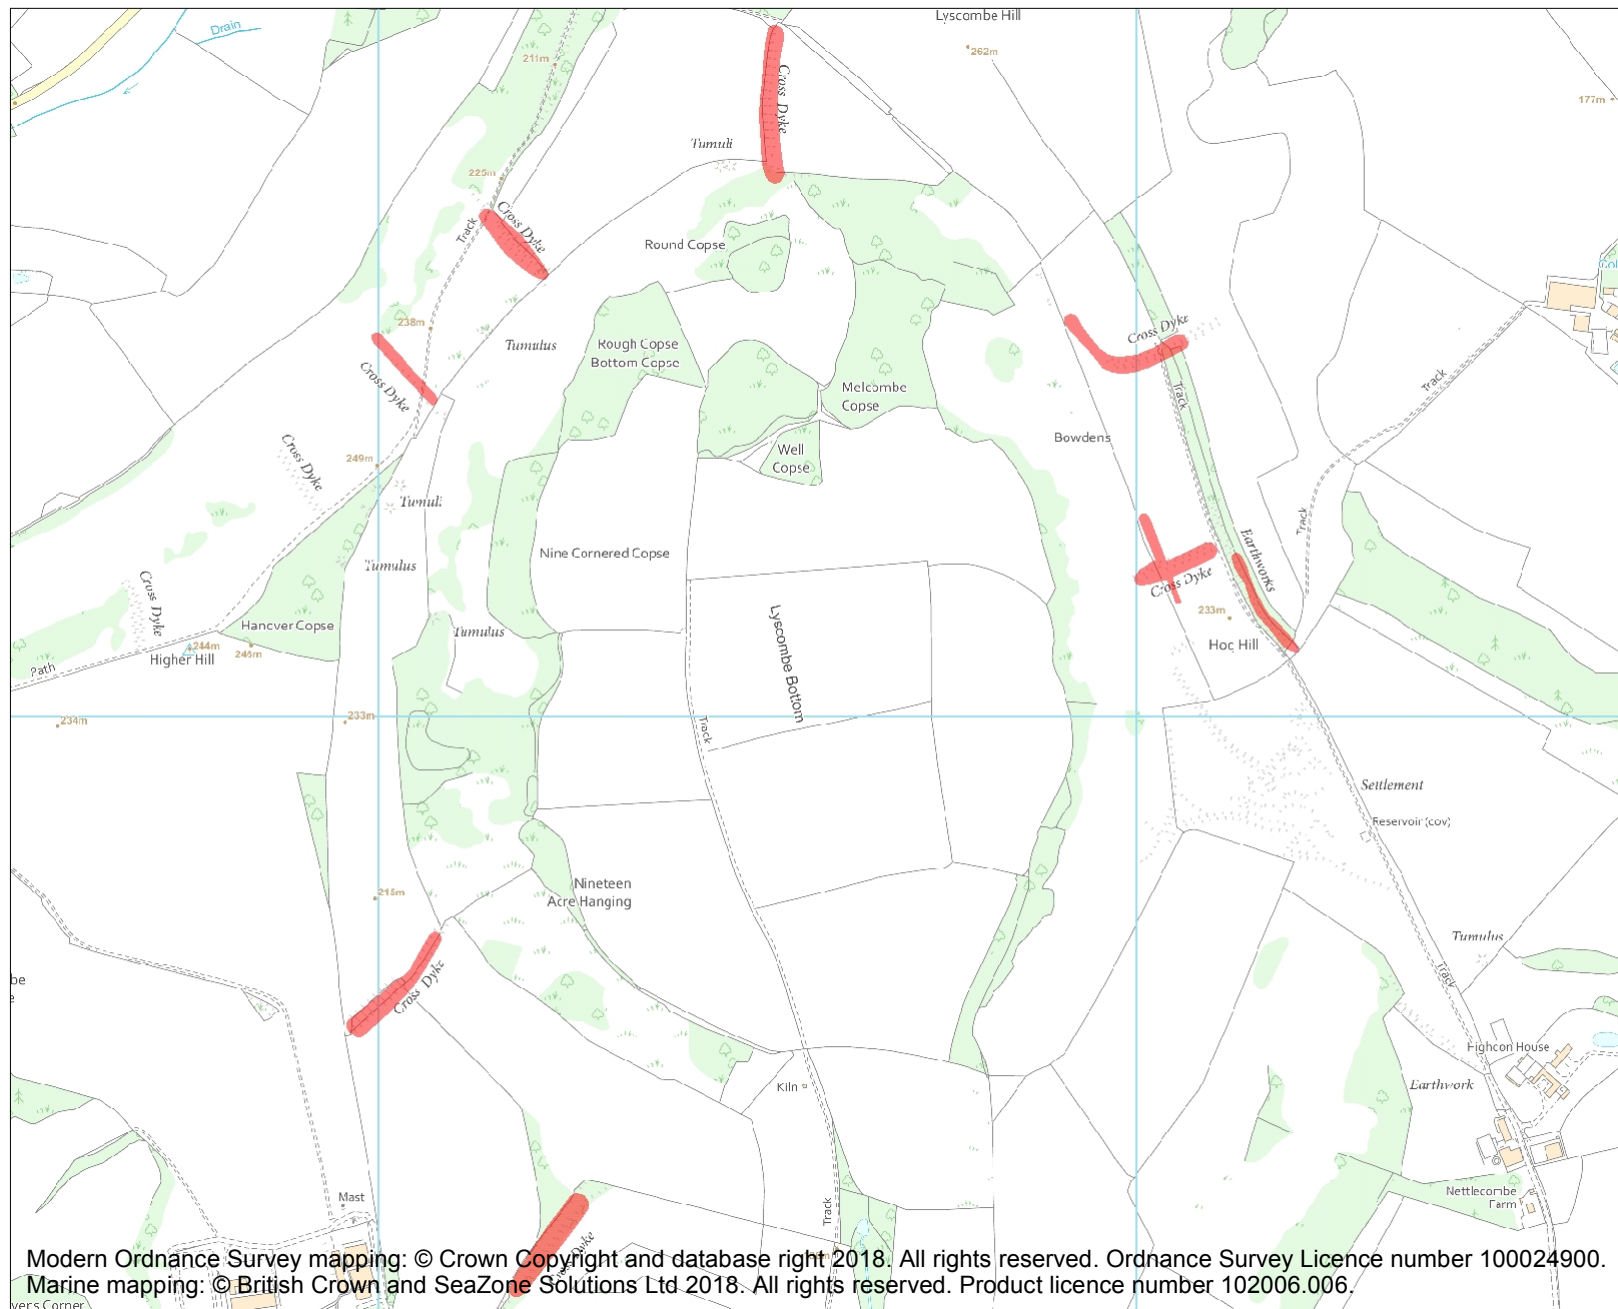 Lyscombe Hill
Drain
262m
211m
177m
Cross Dyke
Tumuli
225m
Cross Dyke
Track
Round Copse
238m
Cross Dyke
Tumulus
Rough Copse
Bottom Copse
Cross Dyke
Track
Track
Melcombe
Copse
Bowdens
Well
Copse
Cross Dyke
249m
Tumuli
Track
Nine Cornered Copse
Earthworks
Tumulus
Cross Dyke
Cross Dyke
233m
Hog Hill
Hanover Copse
Tumulus
Lyscombe Bottom
244m
Higher Hill
Path
234m
233m
Track
Settlement
Reservoir (cov)
215m
Nineteen
Acre Hanging
Tumulus
Track
Cross Dyke
Highdon House
Kiln
Earthwork
Nettlecombe
Farm
Mast
Track
Cross Dyke
Modern Ordnance Survey mapping: © Crown Copyright and database right 2018. All rights reserved. Ordnance Survey Licence number 100024900.
Marine mapping: © British Crown and SeaZone Solutions Ltd 2018. All rights reserved. Product licence number 102006.006.